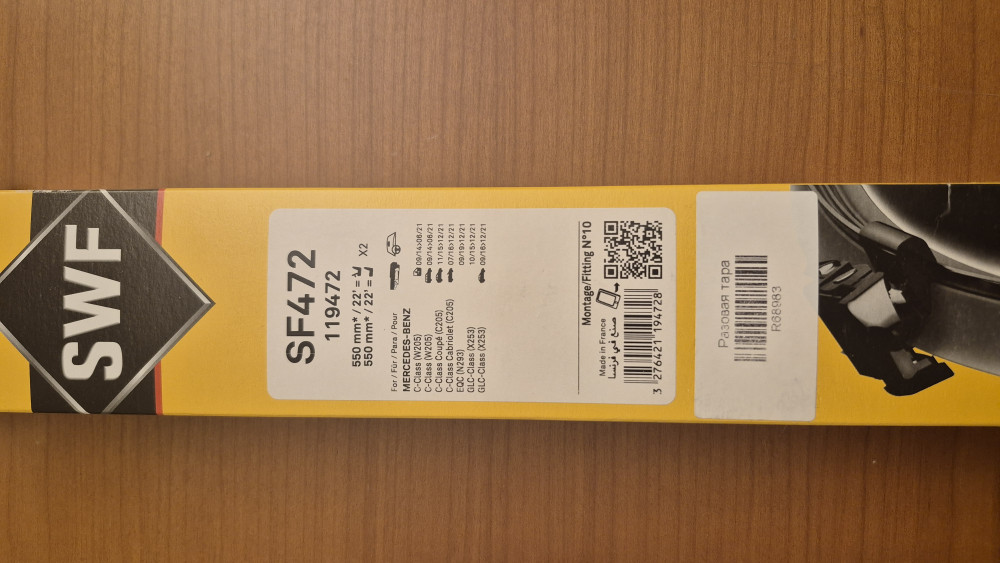 SWF
SF472
119472
550 mm* / 22' =
550 mm* / 22' =
X2
For / Für / Para / Pour
MERCEDES-BENZ
C-Class (W205) 09/14>06/21
C-Class (W205) 09/14>06/21
C-Class Coupé (C205) 11/15>12/21
C-Class Cabriolet (C205) 07/16>12/21
EQC (N293) 09/19>12/21
GLC-Class (X253) 10/15>12/21
GLC-Class (X253) 09/16>12/21
Montage/Fitting N°10
Made in France
صنع في فرنسا
3 276421 194728
Разовая тара
R68983